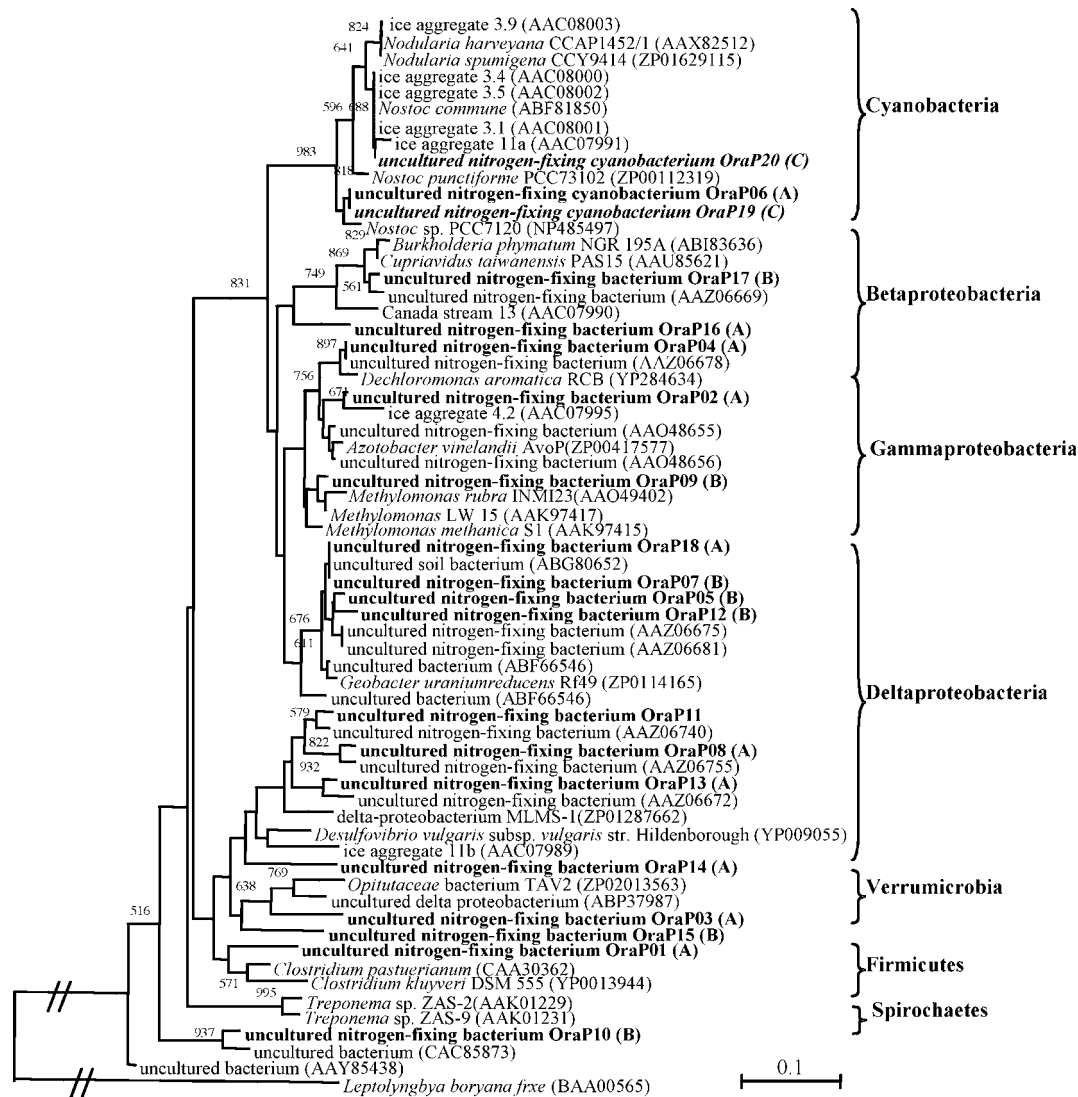 824
ice aggregate 3.9 (AAC08003)
641
Nodularia harveyana CCAP1452/1 (AAX82512)
Nodularia spumigena CCY9414 (ZP01629115)
ice aggregate 3.4 (AAC08000)
ice aggregate 3.5 (AAC08002)
596
688
Nostoc commune (ABF81850)
Cyanobacteria
ice aggregate 3.1 (AAC08001)
ice aggregate 11a (AAC07991)
983
uncultured nitrogen-fixing cyanobacterium OraP20 (C)
818
Nostoc punctiforme PCC73102 (ZP00112319)
uncultured nitrogen-fixing cyanobacterium OraP06 (A)
uncultured nitrogen-fixing cyanobacterium OraP19 (C)
Nostoc sp. PCC7120 (NP485497)
829
Burkholderia phymatum NGR 195A (ABI83636)
869
Cupriavidus taiwanensis PAS15 (AAU85621)
749
uncultured nitrogen-fixing bacterium OraP17 (B)
831
561
uncultured nitrogen-fixing bacterium (AAZ06669)
Betaproteobacteria
Canada stream 13 (AAC07990)
uncultured nitrogen-fixing bacterium OraP16 (A)
897
uncultured nitrogen-fixing bacterium OraP04 (A)
uncultured nitrogen-fixing bacterium (AAZ06678)
756
Dechloromonas aromatica RCB (YP284634)
671
uncultured nitrogen-fixing bacterium OraP02 (A)
ice aggregate 4.2 (AAC07995)
uncultured nitrogen-fixing bacterium (AAO48655)
Azotobacter vinelandii AvoP(ZP00417577)
Gammaproteobacteria
uncultured nitrogen-fixing bacterium (AAO48656)
uncultured nitrogen-fixing bacterium OraP09 (B)
Methylomonas rubra INMI23(AAO49402)
Methylomonas LW 15 (AAK97417)
Methylomonas methanica S1 (AAK97415)
uncultured nitrogen-fixing bacterium OraP18 (A)
uncultured soil bacterium (ABG80652)
uncultured nitrogen-fixing bacterium OraP07 (B)
uncultured nitrogen-fixing bacterium OraP05 (B)
676
uncultured nitrogen-fixing bacterium OraP12 (B)
uncultured nitrogen-fixing bacterium (AAZ06675)
611
uncultured nitrogen-fixing bacterium (AAZ06681)
uncultured bacterium (ABF66546)
Geobacter uraniumreducens Rf49 (ZP0114165)
Deltaproteobacteria
uncultured bacterium (ABF66546)
579
uncultured nitrogen-fixing bacterium OraP11
uncultured nitrogen-fixing bacterium (AAZ06740)
822
uncultured nitrogen-fixing bacterium OraP08 (A)
932
uncultured nitrogen-fixing bacterium (AAZ06755)
uncultured nitrogen-fixing bacterium OraP13 (A)
uncultured nitrogen-fixing bacterium (AAZ06672)
delta-proteobacterium MLMS-1(ZP01287662)
Desulfovibrio vulgaris subsp. vulgaris str. Hildenborough (YP009055)
ice aggregate 11b (AAC07989)
uncultured nitrogen-fixing bacterium OraP14 (A)
769
638
Opitutaceae bacterium TAV2 (ZP02013563)
Verrumicrobia
uncultured delta proteobacterium (ABP37987)
516
uncultured nitrogen-fixing bacterium OraP03 (A)
uncultured nitrogen-fixing bacterium OraP15 (B)
uncultured nitrogen-fixing bacterium OraP01 (A)
Clostridium pastuerianum (CAA30362)
Firmicutes
571
Clostridium kluyveri DSM 555 (YP0013944)
995
Treponema sp. ZAS-2(AAK01229)
Spirochaetes
Treponema sp. ZAS-9 (AAK01231)
937
uncultured nitrogen-fixing bacterium OraP10 (B)
uncultured bacterium (CAC85873)
uncultured bacterium (AAY85438)
0.1
Leptolyngbya boryana frxe (BAA00565)